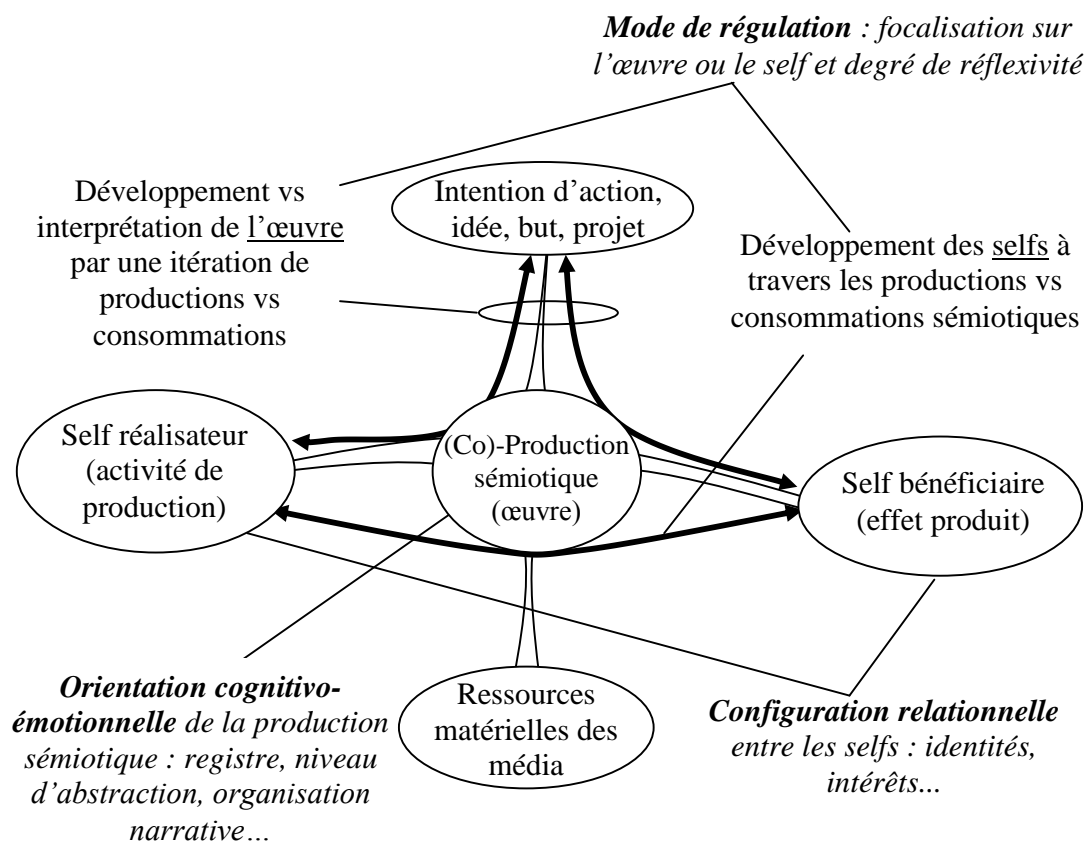 Mode de régulation : focalisation sur
l’œuvre ou le self et degré de réflexivité
Développement vs
interprétation de l’œuvre
par une itération de
productions vs
consommations
Intention d’action,
idée, but, projet
Développement des selfs à
travers les productions vs
consommations sémiotiques
Self réalisateur
(activité de
production)
(Co)-Production
sémiotique
(œuvre)
Self bénéficiaire
(effet produit)
Orientation cognitivo-
émotionnelle de la production
sémiotique : registre, niveau
d’abstraction, organisation
narrative…
Ressources
matérielles des
média
Configuration relationnelle
entre les selfs : identités,
intérêts...